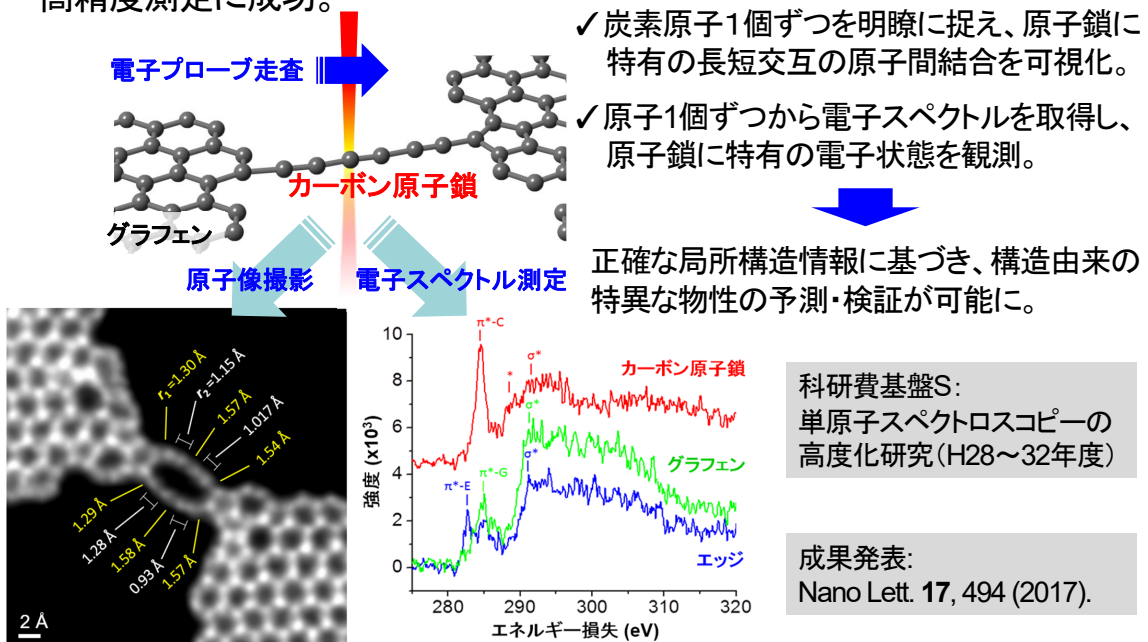 高精度測定に成功。
電子プローブ走査
カーボン原子鎖
グラフェン
原子像撮影
電子スペクトル測定
✓炭素原子1個ずつを明瞭に捉え、原子鎖に
特有の長短交互の原子間結合を可視化。
✓原子1個ずつから電子スペクトルを取得し、
原子鎖に特有の電子状態を観測。
正確な局所構造情報に基づき、構造由来の
特異な物性の予測・検証が可能に。
r₁=1.30 Å
r₂=1.15 Å
1.57 Å
1.017 Å
1.54 Å
1.29 Å
1.28 Å
1.58 Å
0.93 Å
1.57 Å
2 Å
強度 (x10³)
10
8
6
4
2
0
π*-C
*
σ*
カーボン原子鎖
σ*
グラフェン
π*-G
σ*
π*-E
エッジ
280
290
300
310
320
エネルギー損失 (eV)
科研費基盤S:
単原子スペクトロスコピーの
高度化研究(H28~32年度)
成果発表:
Nano Lett. 17, 494 (2017).